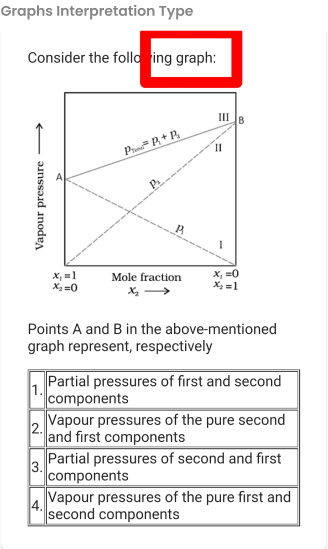 Graphs Interpretation Type
Consider the following graph:
III B
II
P_Total = p₁ + p₂
A
p₂
p₁
I
Vapour pressure →
x₁ =1 Mole fraction x₁ =0
x₂ =0 x₂ → x₂ =1
Points A and B in the above-mentioned
graph represent, respectively
1. Partial pressures of first and second
components
2. Vapour pressures of the pure second
and first components
3. Partial pressures of second and first
components
4. Vapour pressures of the pure first and
second components